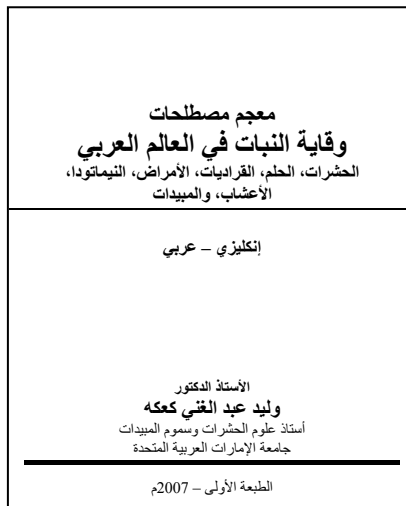 معجم مصطلحات
وقاية النبات في العالم العربي
الحشرات، الحلم، القراديات، الأمراض، النيماتودا،
الأعشاب، والمبيدات
إنكليزي – عربي
الأستاذ الدكتور
وليد عبد الغني كعكه
أستاذ علوم الحشرات وسموم المبيدات
جامعة الإمارات العربية المتحدة
الطبعة الأولى – 2007م